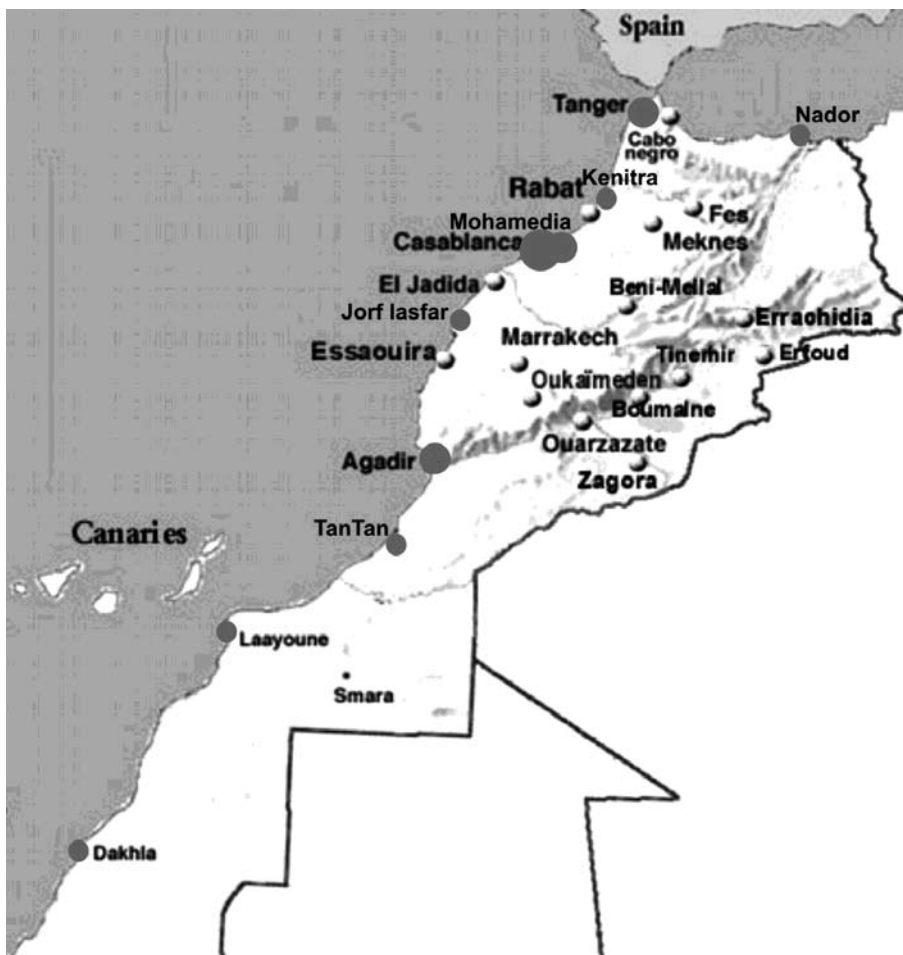 Spain
Tanger
Nador
Cabo
negro
Kenitra
Rabat
Fes
Mohamedia
Meknes
Casablanca
El Jadida
Beni-Mellal
Jorf lasfar
Errachidia
Marrakech
Essaouira
Tinerhir
Erfoud
Oukaïmeden
Boumalne
Ouarzazate
Agadir
Zagora
TanTan
Canaries
Laayoune
Smara
Dakhla